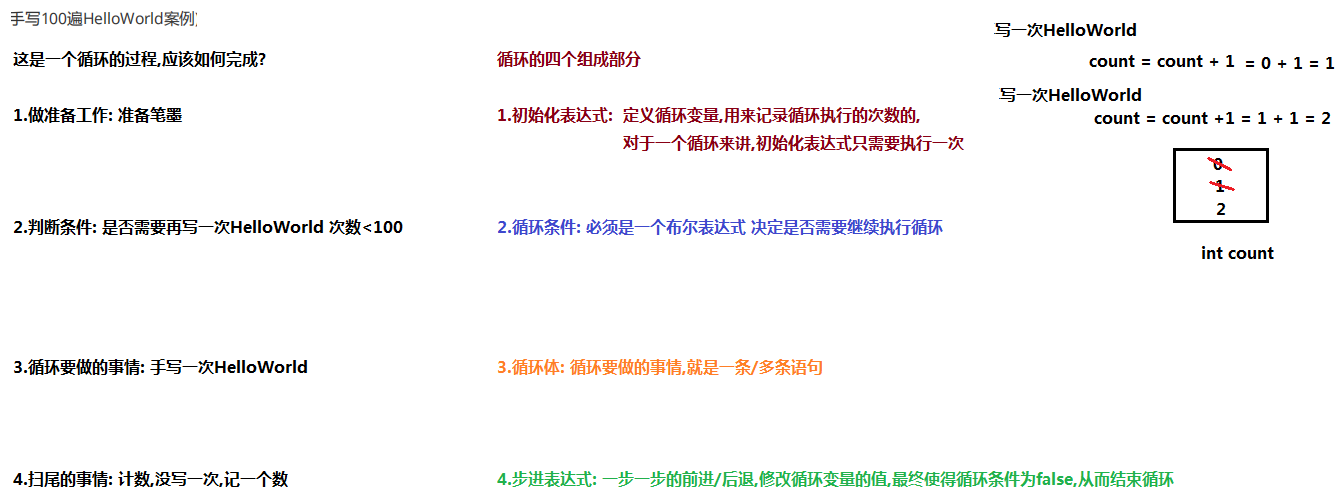 手写100遍HelloWorld案例
这是一个循环的过程,应该如何完成?
1.做准备工作: 准备笔墨
2.判断条件: 是否需要再写一次HelloWorld 次数<100
3.循环要做的事情: 手写一次HelloWorld
4.扫尾的事情: 计数,没写一次,记一个数
循环的四个组成部分
1.初始化表达式: 定义循环变量,用来记录循环执行的次数的,
对于一个循环来讲,初始化表达式只需要执行一次
2.循环条件: 必须是一个布尔表达式 决定是否需要继续执行循环
3.循环体: 循环要做的事情,就是一条/多条语句
4.步进表达式: 一步一步的前进/后退,修改循环变量的值,最终使得循环条件为false,从而结束循环
写一次HelloWorld
count = count + 1 = 0 + 1 = 1
写一次HelloWorld
count = count +1 = 1 + 1 = 2
0
1
2
int count